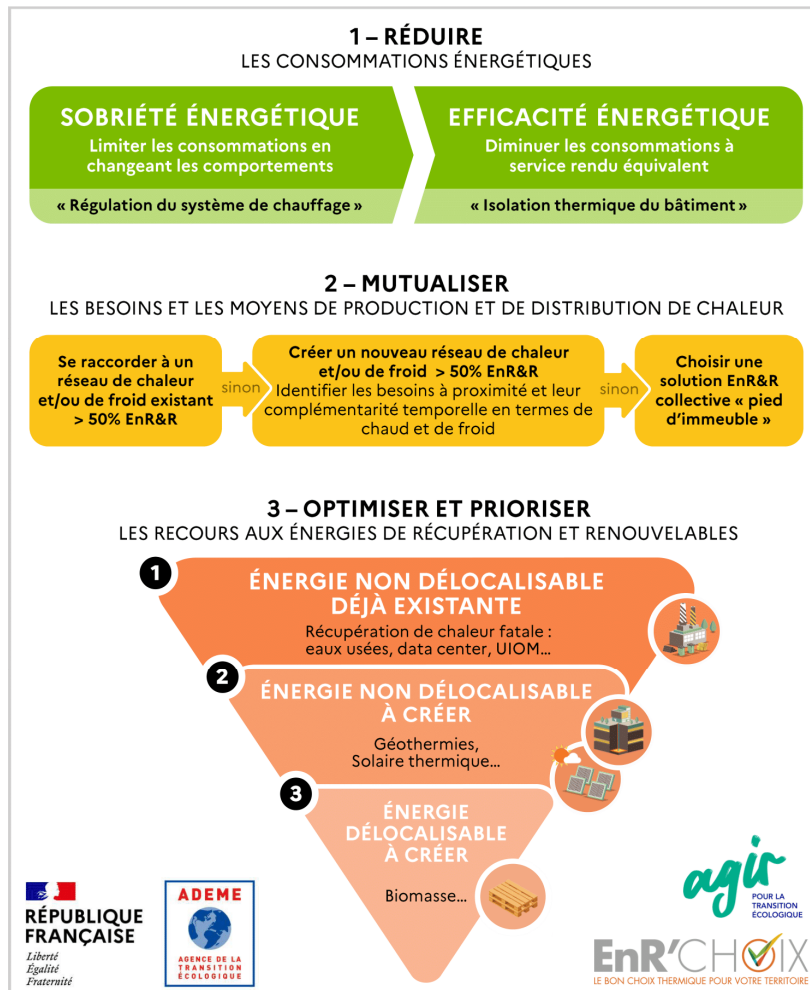 1 – RÉDUIRE
LES CONSOMMATIONS ÉNERGÉTIQUES
SOBRIÉTÉ ÉNERGÉTIQUE
Limiter les consommations en
changeant les comportements
« Régulation du système de chauffage »
EFFICACITÉ ÉNERGÉTIQUE
Diminuer les consommations à
service rendu équivalent
« Isolation thermique du bâtiment »
2 – MUTUALISER
LES BESOINS ET LES MOYENS DE PRODUCTION ET DE DISTRIBUTION DE CHALEUR
Se raccorder à un
réseau de chaleur
et/ou de froid existant
> 50% EnR&R
sinon
Créer un nouveau réseau de chaleur
et/ou de froid > 50% EnR&R
Identifier les besoins à proximité et leur
complémentarité temporelle en termes de
chaud et de froid
sinon
Choisir une
solution EnR&R
collective « pied
d'immeuble »
3 – OPTIMISER ET PRIORISER
LES RECOURS AUX ÉNERGIES DE RÉCUPÉRATION ET RENOUVELABLES
1
ÉNERGIE NON DÉLOCALISABLE
DÉJÀ EXISTANTE
Récupération de chaleur fatale :
eaux usées, data center, UIOM...
2
ÉNERGIE NON DÉLOCALISABLE
À CRÉER
Géothermies,
Solaire thermique...
3
ÉNERGIE
DÉLOCALISABLE
À CRÉER
Biomasse...
RÉPUBLIQUE
FRANÇAISE
Liberté
Égalité
Fraternité
ADEME
AGENCE DE LA
TRANSITION
ÉCOLOGIQUE
agir
POUR LA
TRANSITION
ÉCOLOGIQUE
EnR'CHOIX
LE BON CHOIX THERMIQUE POUR VOTRE TERRITOIRE